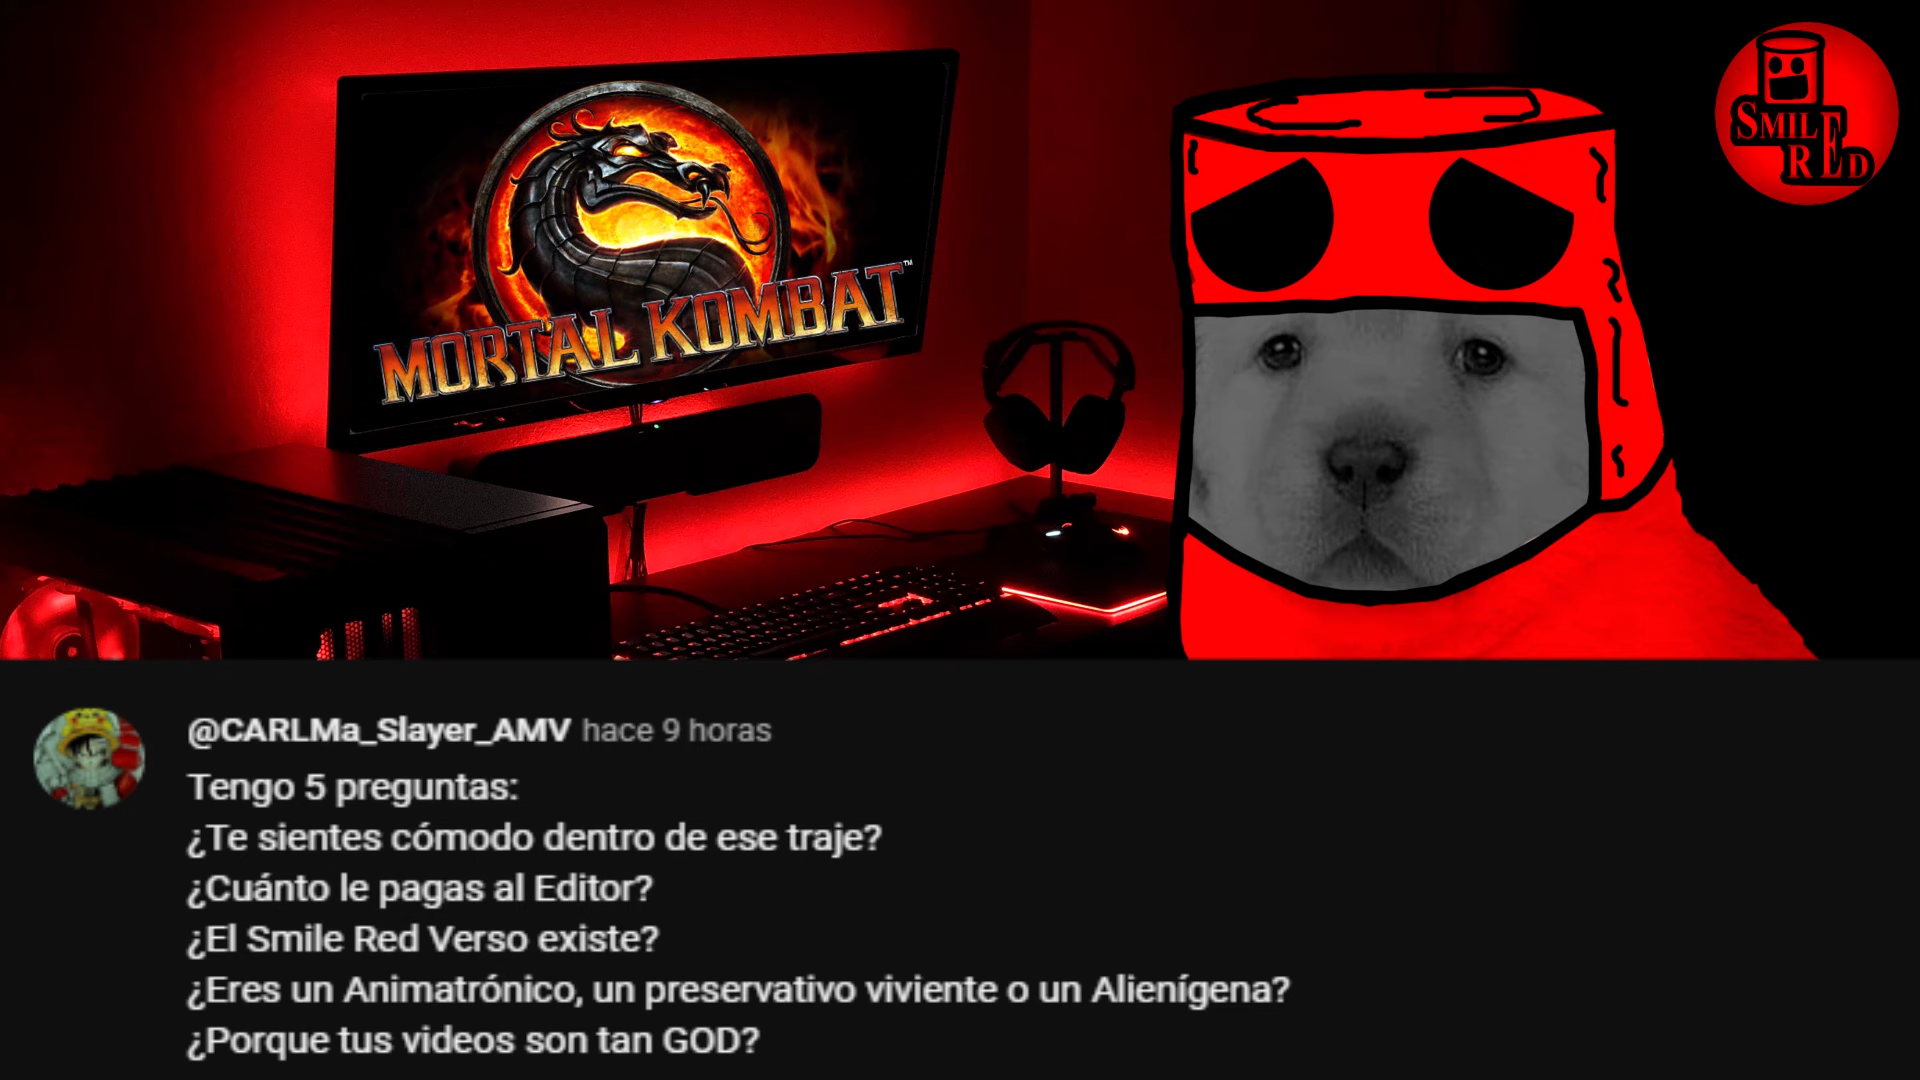 MORTAL KOMBAT™
SMILE
RED
@CARLMa_Slayer_AMV hace 9 horas
Tengo 5 preguntas:
¿Te sientes cómodo dentro de ese traje?
¿Cuánto le pagas al Editor?
¿El Smile Red Verso existe?
¿Eres un Animatrónico, un preservativo viviente o un Alienígena?
¿Porque tus videos son tan GOD?